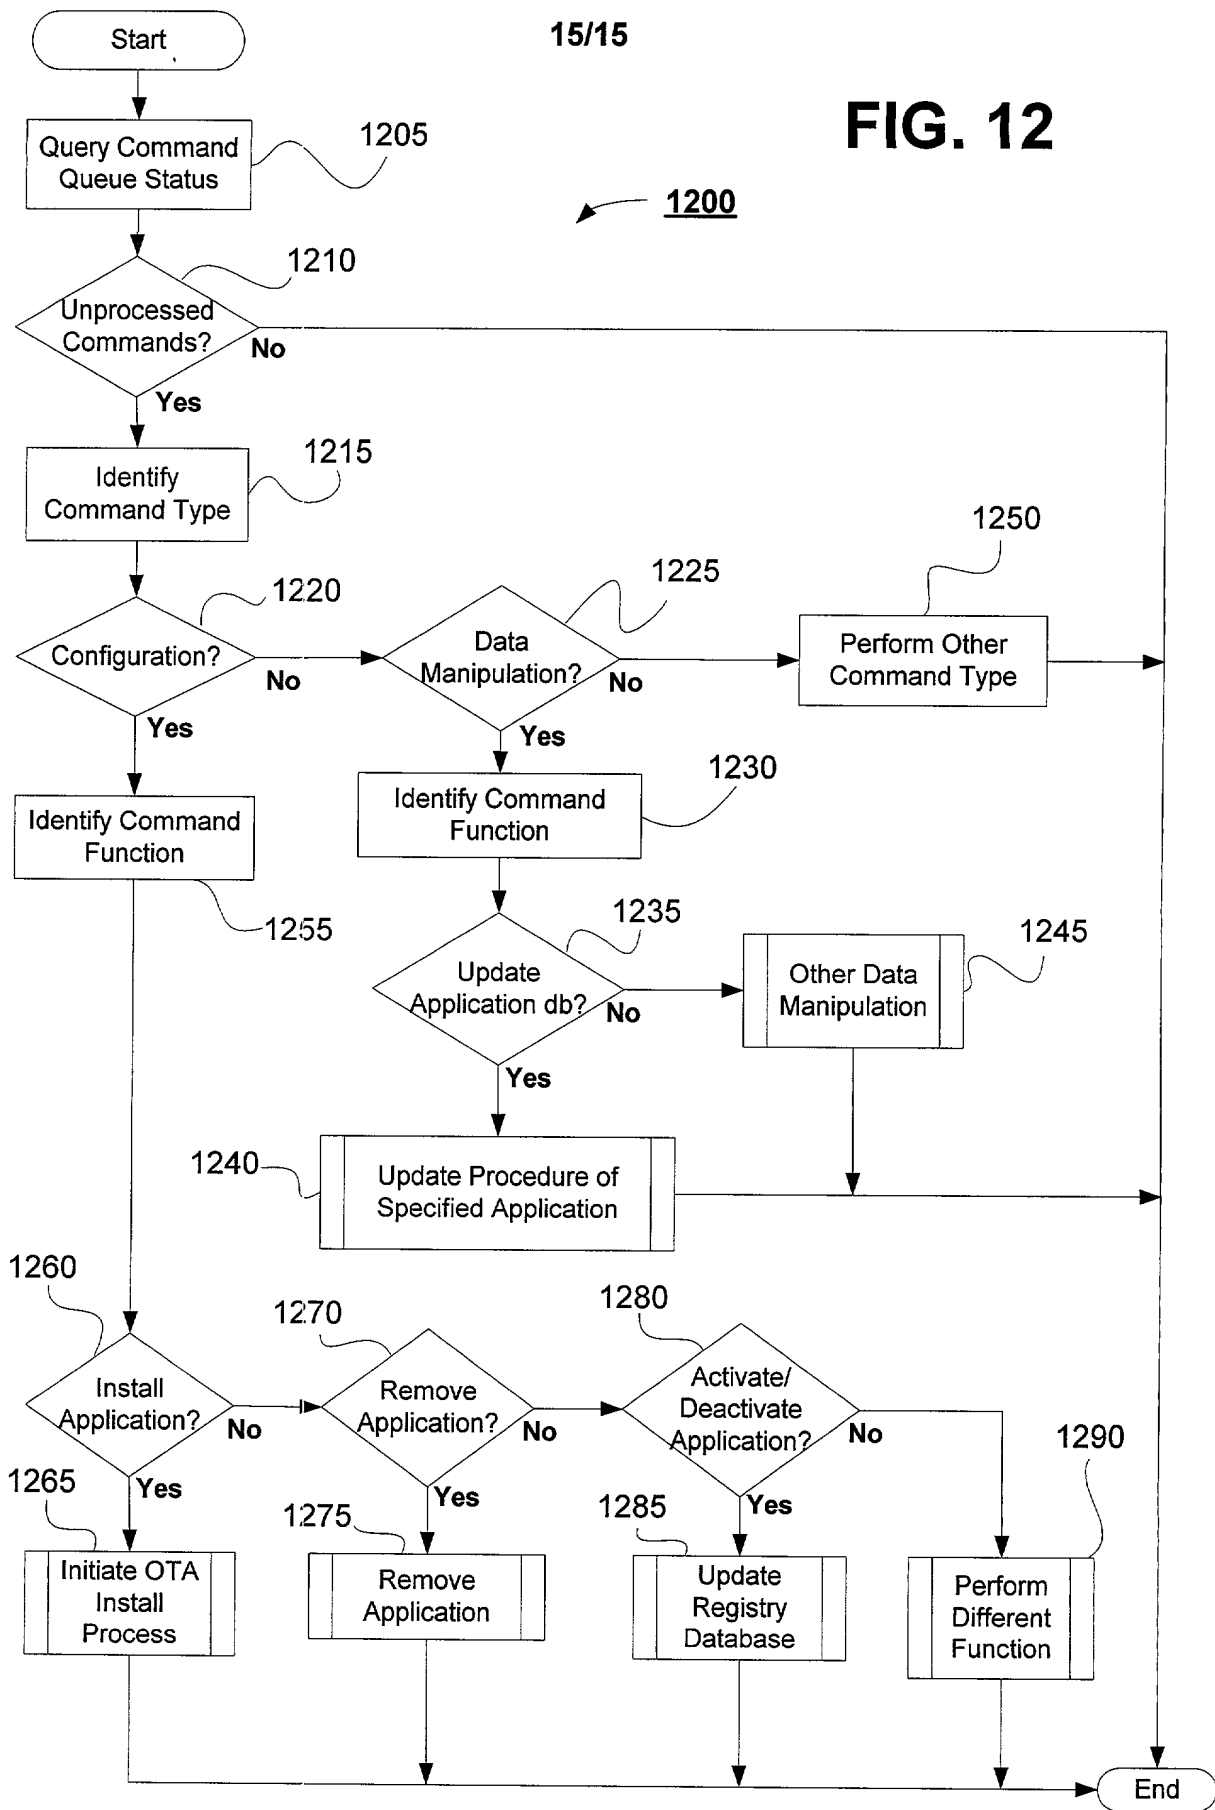 15/15
FIG. 12
1200
Start
Query Command
Queue Status
1205
Unprocessed
Commands?
1210
No
Yes
Identify
Command Type
1215
Configuration?
1220
No
Yes
Data
Manipulation?
1225
No
Yes
Perform Other
Command Type
1250
Identify Command
Function
1255
Identify Command
Function
1230
Update
Application db?
1235
No
Yes
Other Data
Manipulation
1245
1240
Update Procedure of
Specified Application
1260
Install
Application?
No
Yes
1270
Remove
Application?
No
Yes
1280
Activate/
Deactivate
Application?
No
Yes
1265
Initiate OTA
Install
Process
1275
Remove
Application
1285
Update
Registry
Database
1290
Perform
Different
Function
End